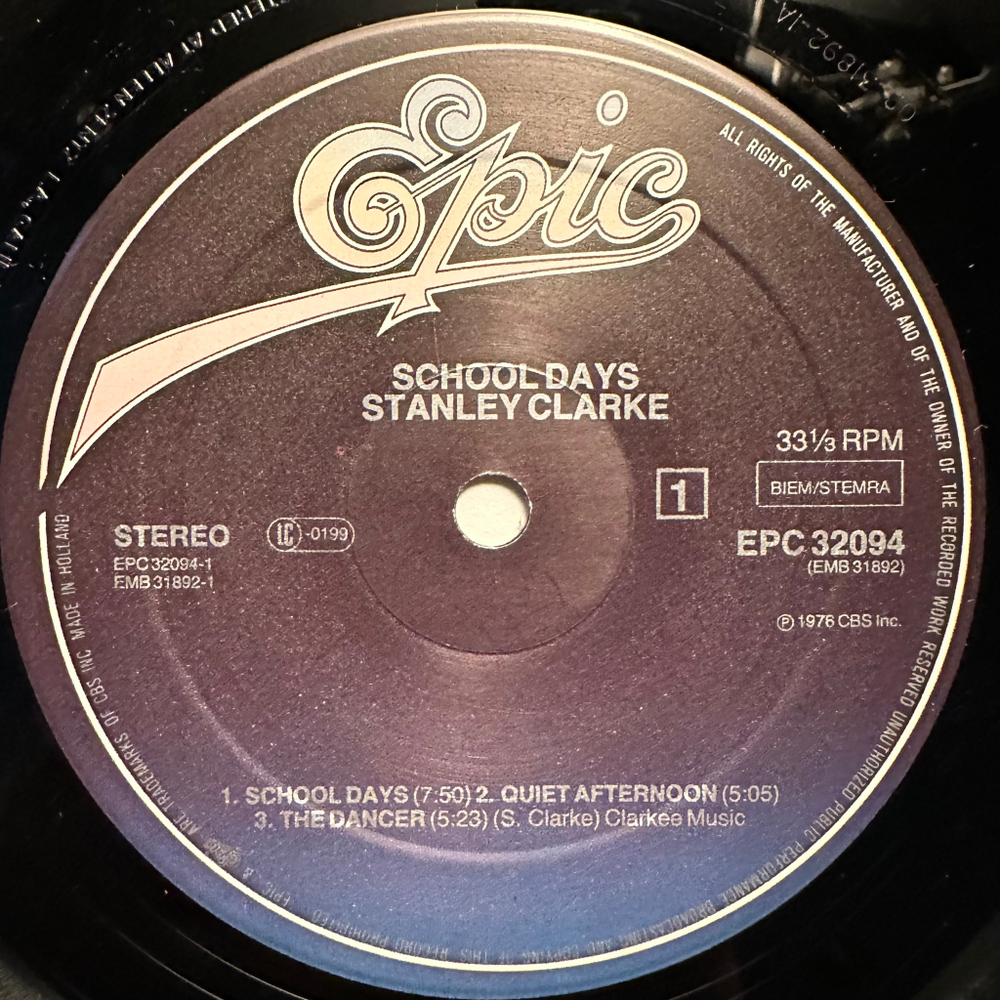 Epic
SCHOOL DAYS
STANLEY CLARKE
33⅓ RPM
BIEM/STEMRA
1
STEREO
LC-0199
EPC 32094
EPC 32094-1
(EMB 31892)
EMB 31892-1
℗ 1976 CBS Inc.
1. SCHOOL DAYS (7:50) 2. QUIET AFTERNOON (5:05)
3. THE DANCER (5:23) (S. Clarke) Clarkee Music
ALL RIGHTS OF THE MANUFACTURER AND OF THE OWNER OF THE RECORDED WORK RESERVED UNAUTHORIZED PUBLIC PERFORMANCE BROADCASTING AND COPYING OF THIS RECORD PROHIBITED EPIC & ARE TRADEMARKS OF CBS INC MADE IN HOLLAND